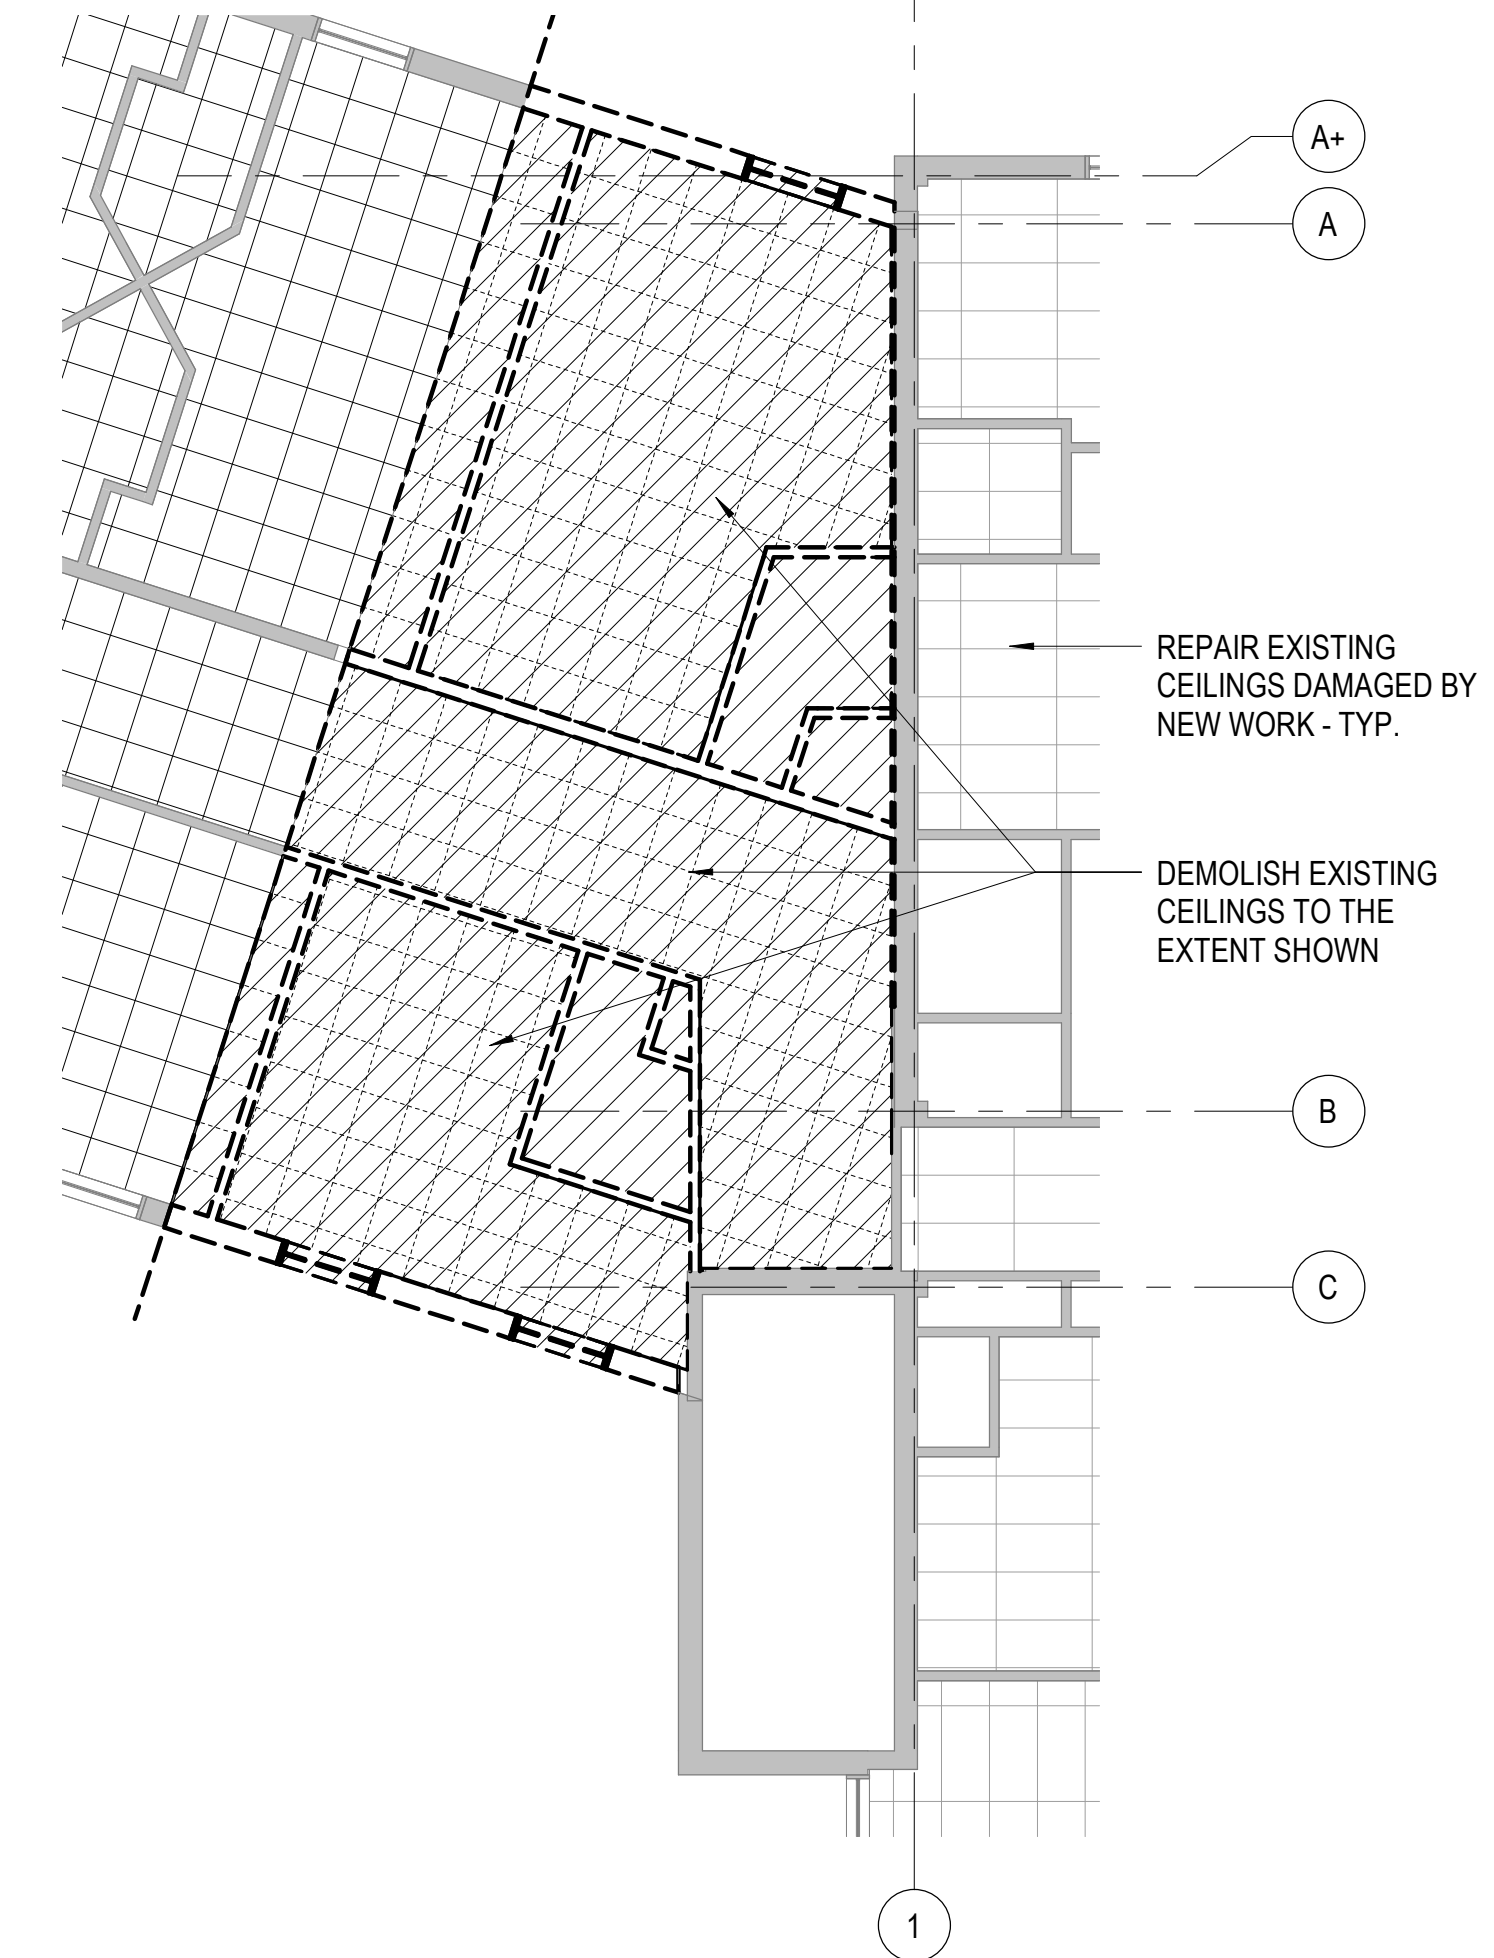 A+
A
REPAIR EXISTING
CEILINGS DAMAGED BY
NEW WORK - TYP.
DEMOLISH EXISTING
CEILINGS TO THE
EXTENT SHOWN
B
C
1